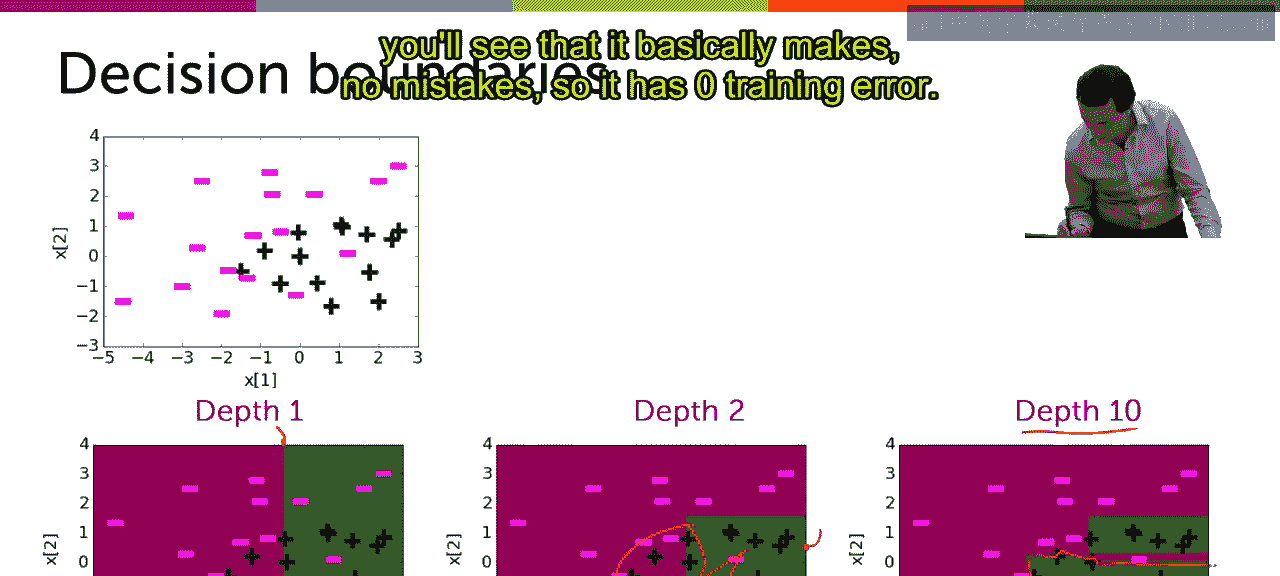 you'll see that it basically makes,
no mistakes, so it has 0 training error.
Decision boundaries
4
3
2
1
0
−1
−2
−3
x[2]
−5 −4 −3 −2 −1 0 1 2 3
x[1]
Depth 1 Depth 2 Depth 10
4 4 4
3 3 3
2 2 2
1 1 1
0 0 0
x[2] x[2] x[2]